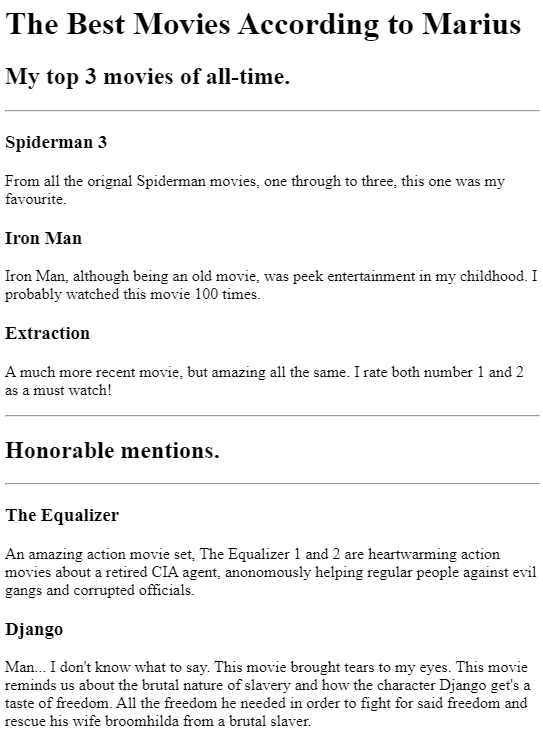 The Best Movies According to Marius
My top 3 movies of all-time.
Spiderman 3
From all the orignal Spiderman movies, one through to three, this one was my
favourite.
Iron Man
Iron Man, although being an old movie, was peek entertainment in my childhood. I
probably watched this movie 100 times.
Extraction
A much more recent movie, but amazing all the same. I rate both number 1 and 2
as a must watch!
Honorable mentions.
The Equalizer
An amazing action movie set, The Equalizer 1 and 2 are heartwarming action
movies about a retired CIA agent, anonomously helping regular people against evil
gangs and corrupted officials.
Django
Man... I don't know what to say. This movie brought tears to my eyes. This movie
reminds us about the brutal nature of slavery and how the character Django get's a
taste of freedom. All the freedom he needed in order to fight for said freedom and
rescue his wife broomhilda from a brutal slaver.